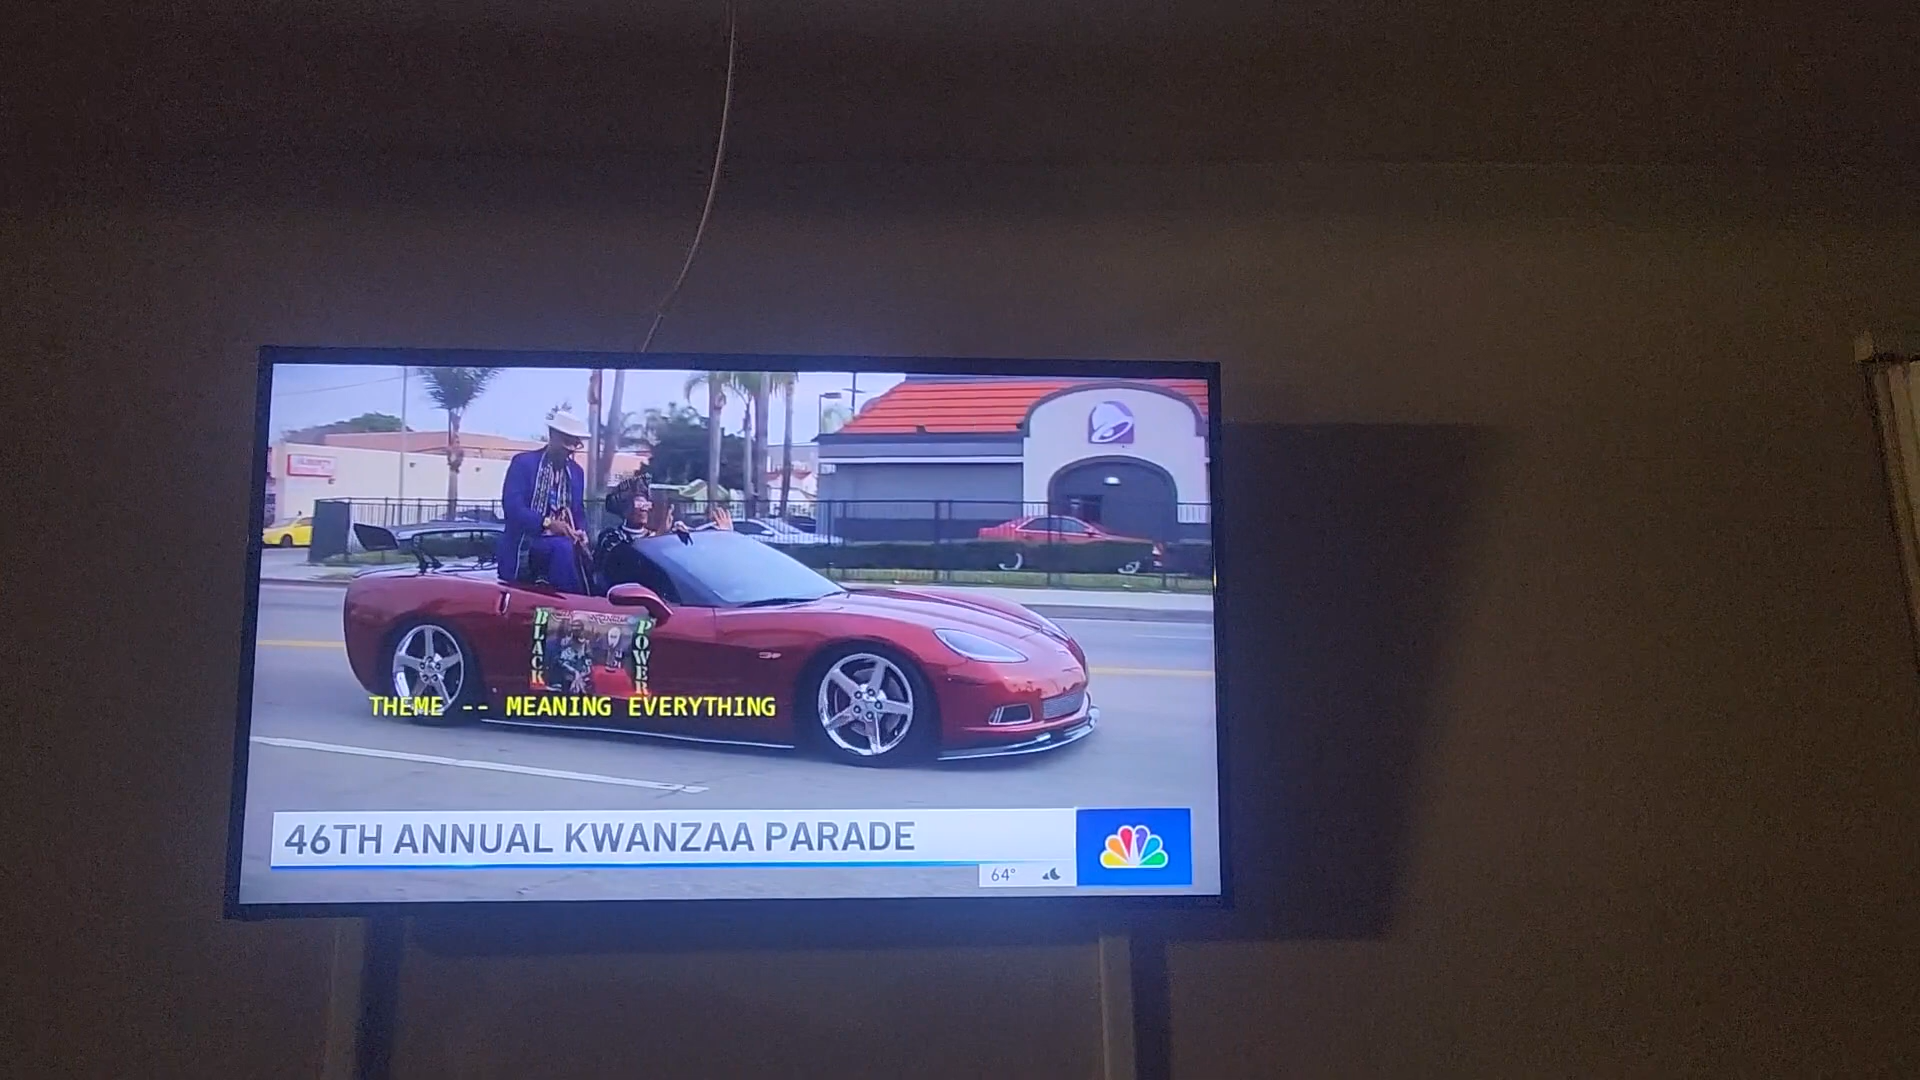 BLACK
POWER
THEME -- MEANING EVERYTHING
46TH ANNUAL KWANZAA PARADE
64°